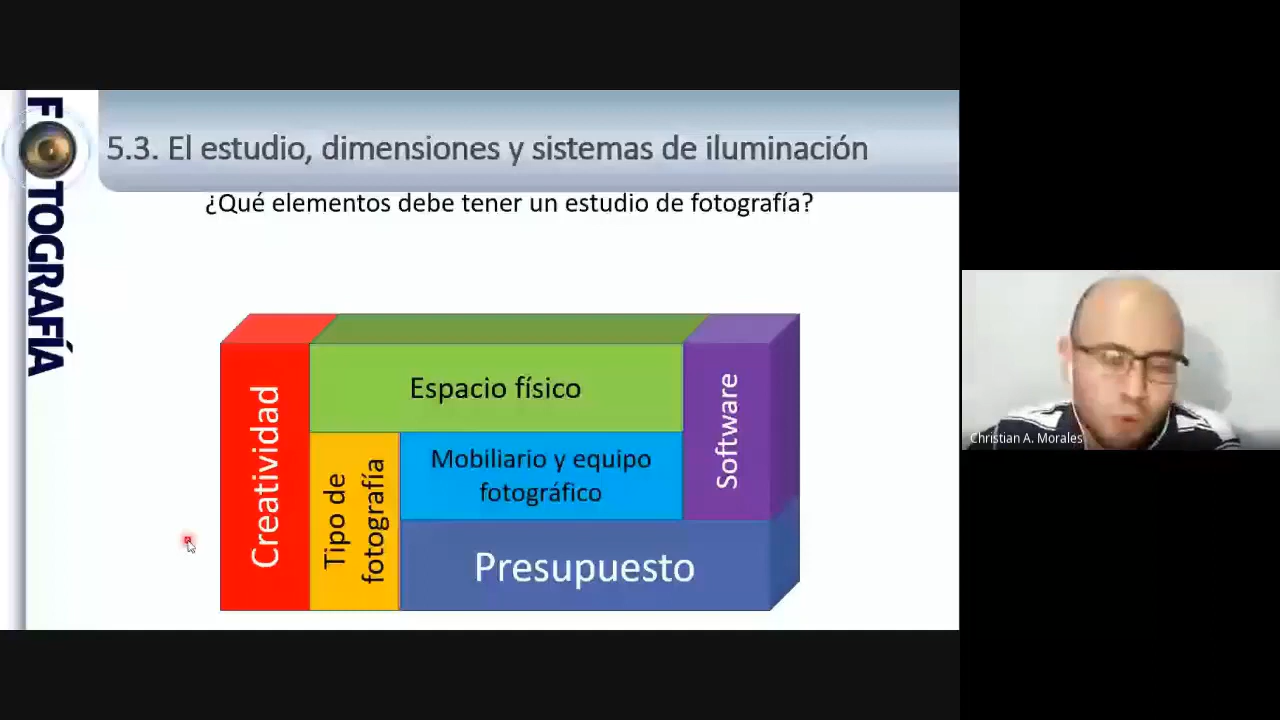 FOTOGRAFÍA
5.3. El estudio, dimensiones y sistemas de iluminación
¿Qué elementos debe tener un estudio de fotografía?
Creatividad
Espacio físico
Software
Tipo de
fotografía
Mobiliario y equipo
fotográfico
Presupuesto
Christian A. Morales